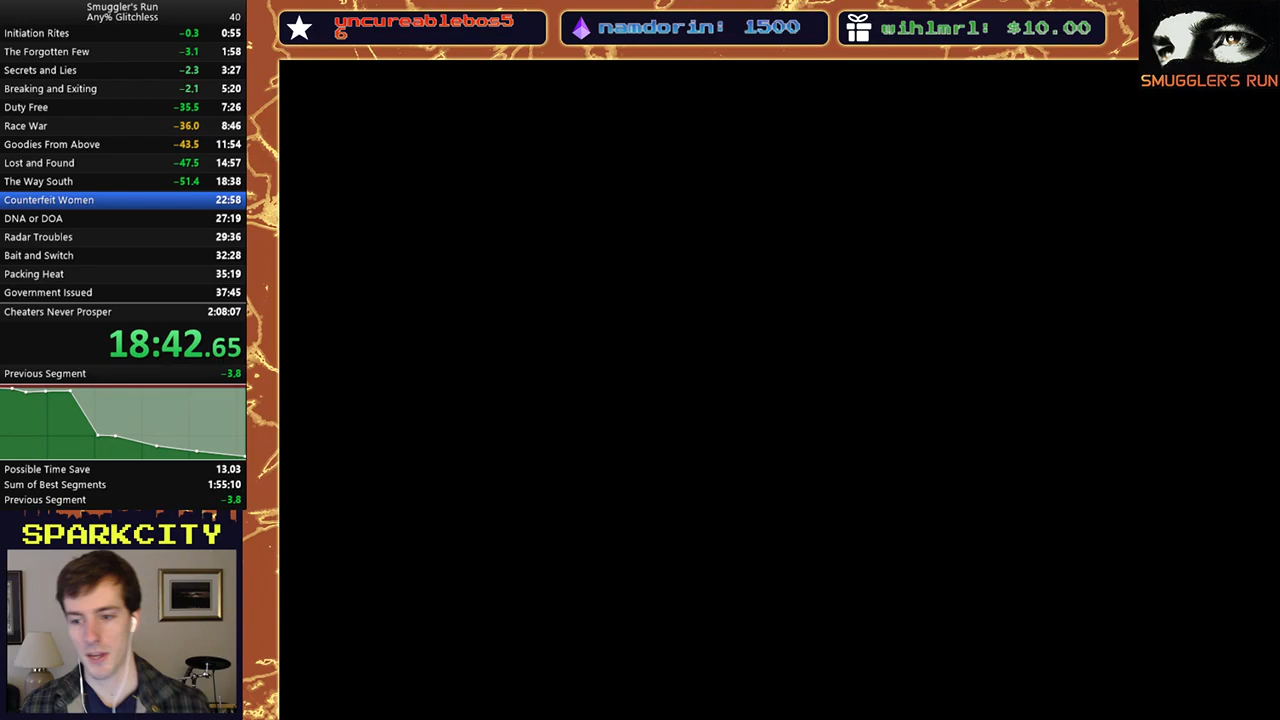 Smuggler's Run
Any% Glitchless 40
Initiation Rites -0.3 0:55
The Forgotten Few -3.1 1:58
Secrets and Lies -2.3 3:27
Breaking and Exiting -2.1 5:20
Duty Free -35.5 7:26
Race War -36.0 8:46
Goodies From Above -43.5 11:54
Lost and Found -47.5 14:57
The Way South -51.4 18:38
Counterfeit Women 22:58
DNA or DOA 27:19
Radar Troubles 29:36
Bait and Switch 32:28
Packing Heat 35:19
Government Issued 37:45
Cheaters Never Prosper 2:08:07
18:42.65
Previous Segment -3.8
Possible Time Save 13.03
Sum of Best Segments 1:55:10
Previous Segment -3.8
SPARKCITY
uncureablebos5
6
namdorin: 1500
wihlmrl: $10.00
SMUGGLER'S RUN